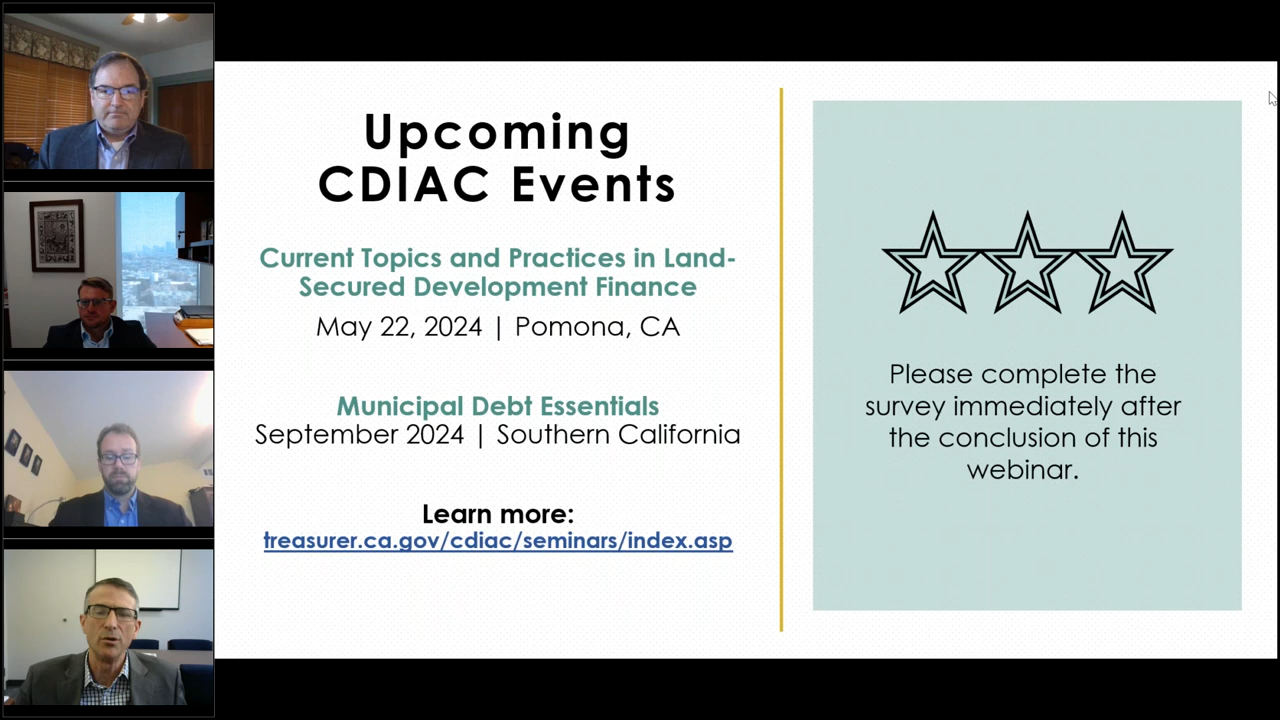 Upcoming
CDIAC Events
Current Topics and Practices in Land-
Secured Development Finance
May 22, 2024 | Pomona, CA
Municipal Debt Essentials
September 2024 | Southern California
Learn more:
treasurer.ca.gov/cdiac/seminars/index.asp
Please complete the
survey immediately after
the conclusion of this
webinar.